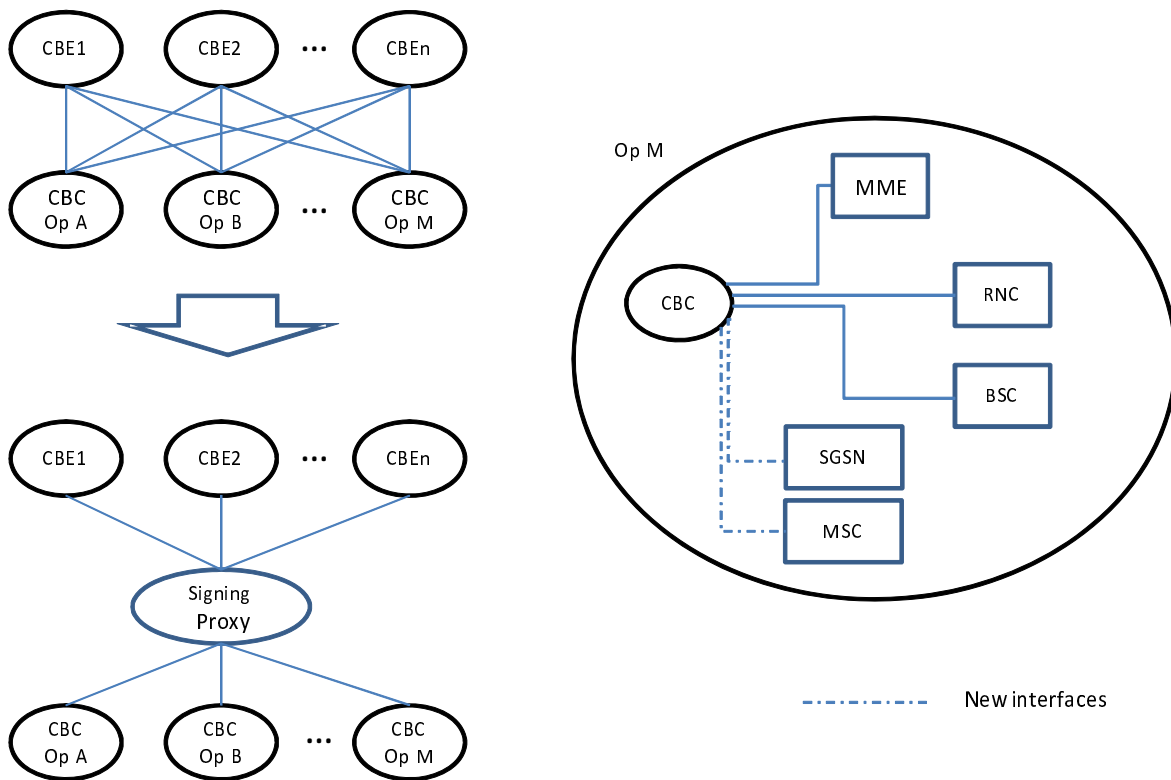 CBE1
CBE2
...
CBEn
CBC
Op A
CBC
Op B
...
CBC
Op M
CBE1
CBE2
...
CBEn
Signing
Proxy
CBC
Op A
CBC
Op B
...
CBC
Op M
Op M
MME
CBC
RNC
BSC
SGSN
MSC
New interfaces